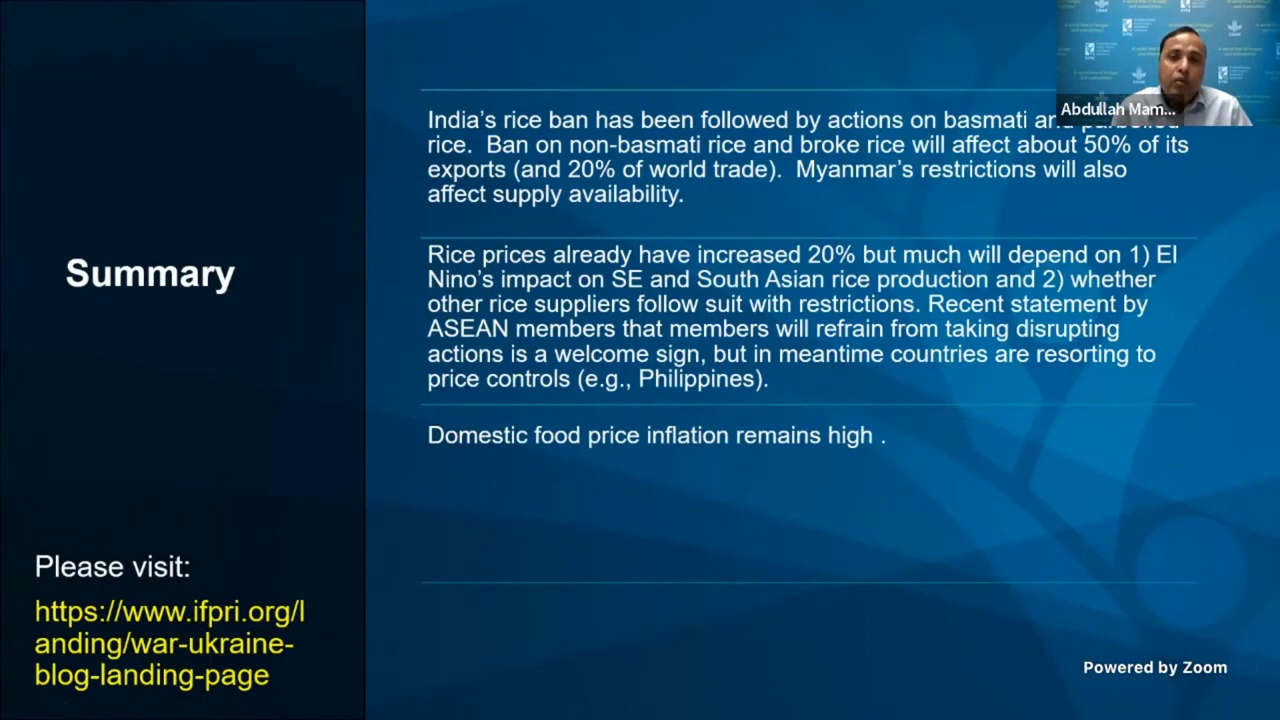 Abdullah Mam...
India's rice ban has been followed by actions on basmati and parboiled
rice.  Ban on non-basmati rice and broke rice will affect about 50% of its
exports (and 20% of world trade).  Myanmar's restrictions will also
affect supply availability.
Summary
Rice prices already have increased 20% but much will depend on 1) El
Nino's impact on SE and South Asian rice production and 2) whether
other rice suppliers follow suit with restrictions. Recent statement by
ASEAN members that members will refrain from taking disrupting
actions is a welcome sign, but in meantime countries are resorting to
price controls (e.g., Philippines).
Domestic food price inflation remains high .
Please visit:
https://www.ifpri.org/l
anding/war-ukraine-
blog-landing-page
Powered by Zoom